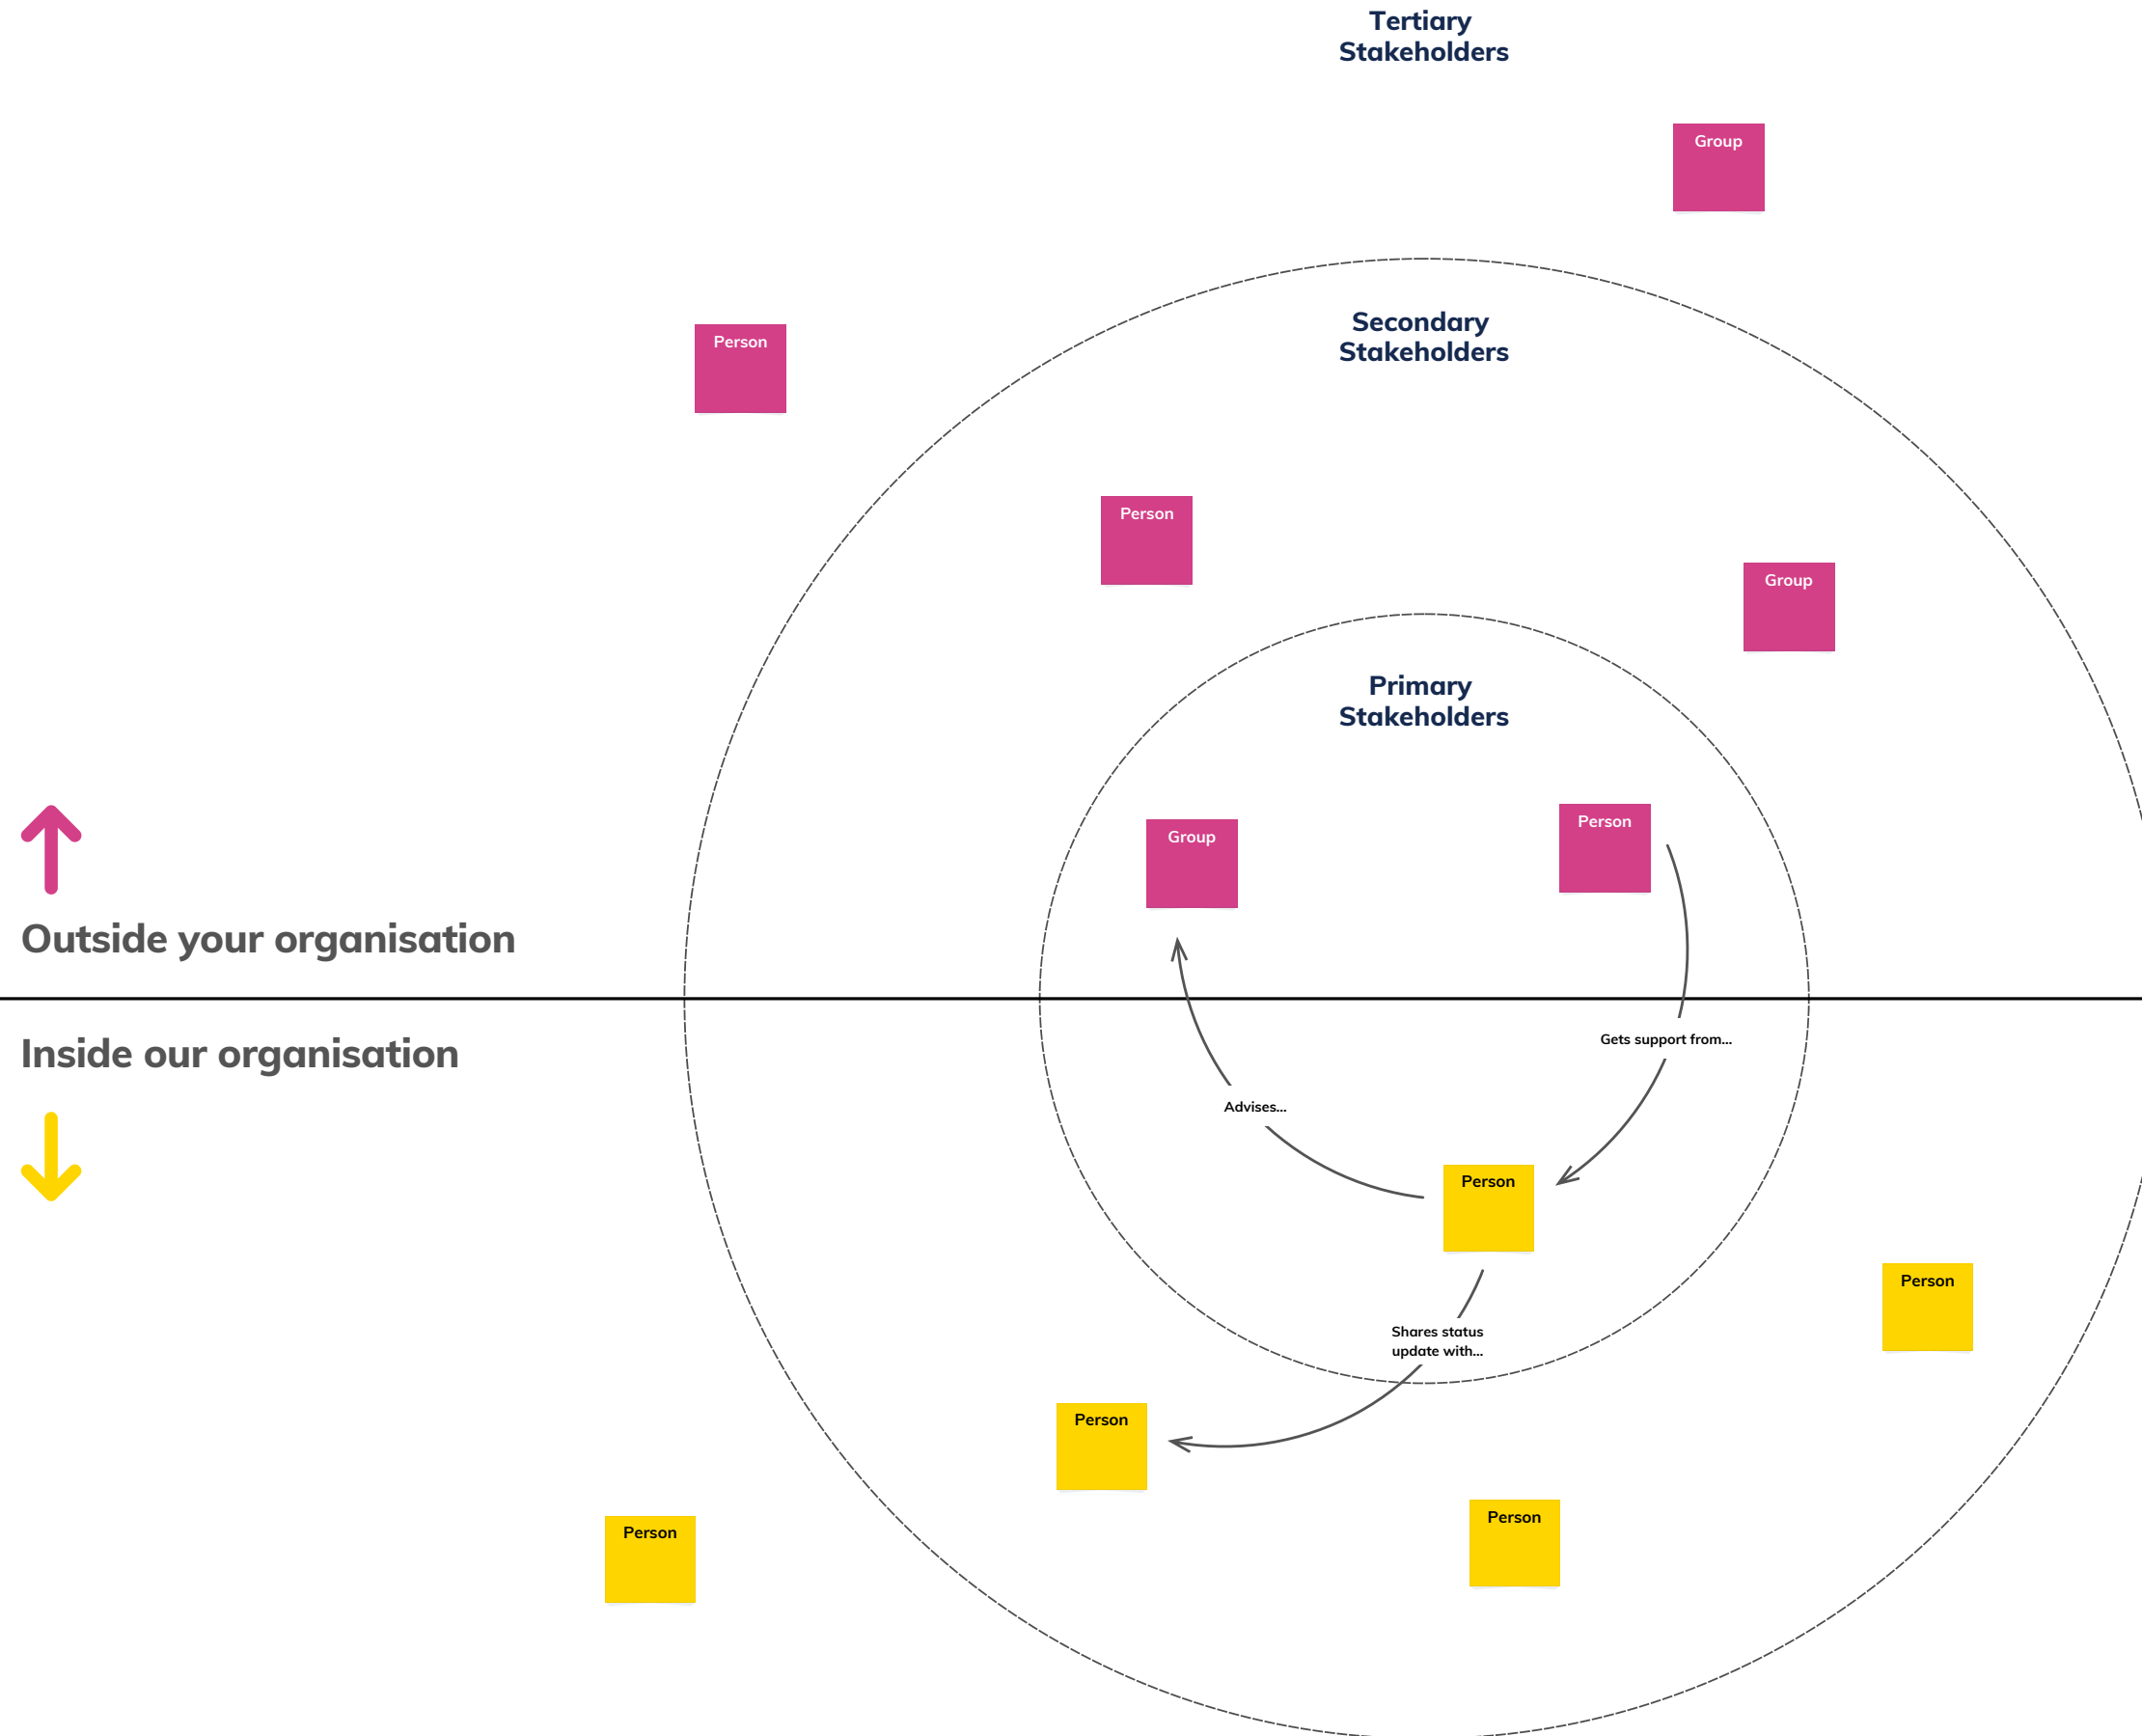 Tertiary
Stakeholders
Group
Secondary
Stakeholders
Person
Person
Group
Primary
Stakeholders
Group
Person
Outside your organisation
Inside our organisation
Gets support from...
Advises...
Person
Person
Shares status
update with...
Person
Person
Person